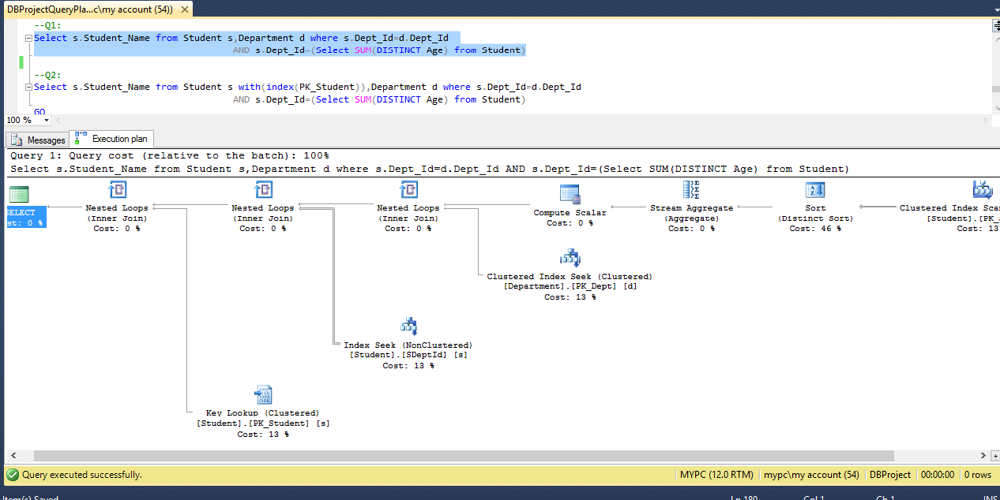 DBProjectQueryPla...c\my account (54))
--Q1:
Select s.Student_Name from Student s,Department d where s.Dept_Id=d.Dept_Id
AND s.Dept_Id=(Select SUM(DISTINCT Age) from Student)
--Q2:
Select s.Student_Name from Student s with(index(PK_Student)),Department d where s.Dept_Id=d.Dept_Id
AND s.Dept_Id=(Select SUM(DISTINCT Age) from Student)
GO
100 %
Messages Execution plan
Query 1: Query cost (relative to the batch): 100%
Select s.Student_Name from Student s,Department d where s.Dept_Id=d.Dept_Id AND s.Dept_Id=(Select SUM(DISTINCT Age) from Student)
ELECT
st: 0 %
Nested Loops
(Inner Join)
Cost: 0 %
Nested Loops
(Inner Join)
Cost: 0 %
Nested Loops
(Inner Join)
Cost: 0 %
Compute Scalar
Cost: 0 %
Stream Aggregate
(Aggregate)
Cost: 0 %
Sort
(Distinct Sort)
Cost: 46 %
Clustered Index Sca
[Student].[PK_
Cost: 13
Clustered Index Seek (Clustered)
[Department].[PK_Dept] [d]
Cost: 13 %
Index Seek (NonClustered)
[Student].[SDeptId] [s]
Cost: 13 %
Key Lookup (Clustered)
[Student].[PK_Student] [s]
Cost: 13 %
Query executed successfully.
MYPC (12.0 RTM) mypc\my account (54) DBProject 00:00:00 0 rows
Item(s) Saved Ln 180 Col 1 Ch 1 INS